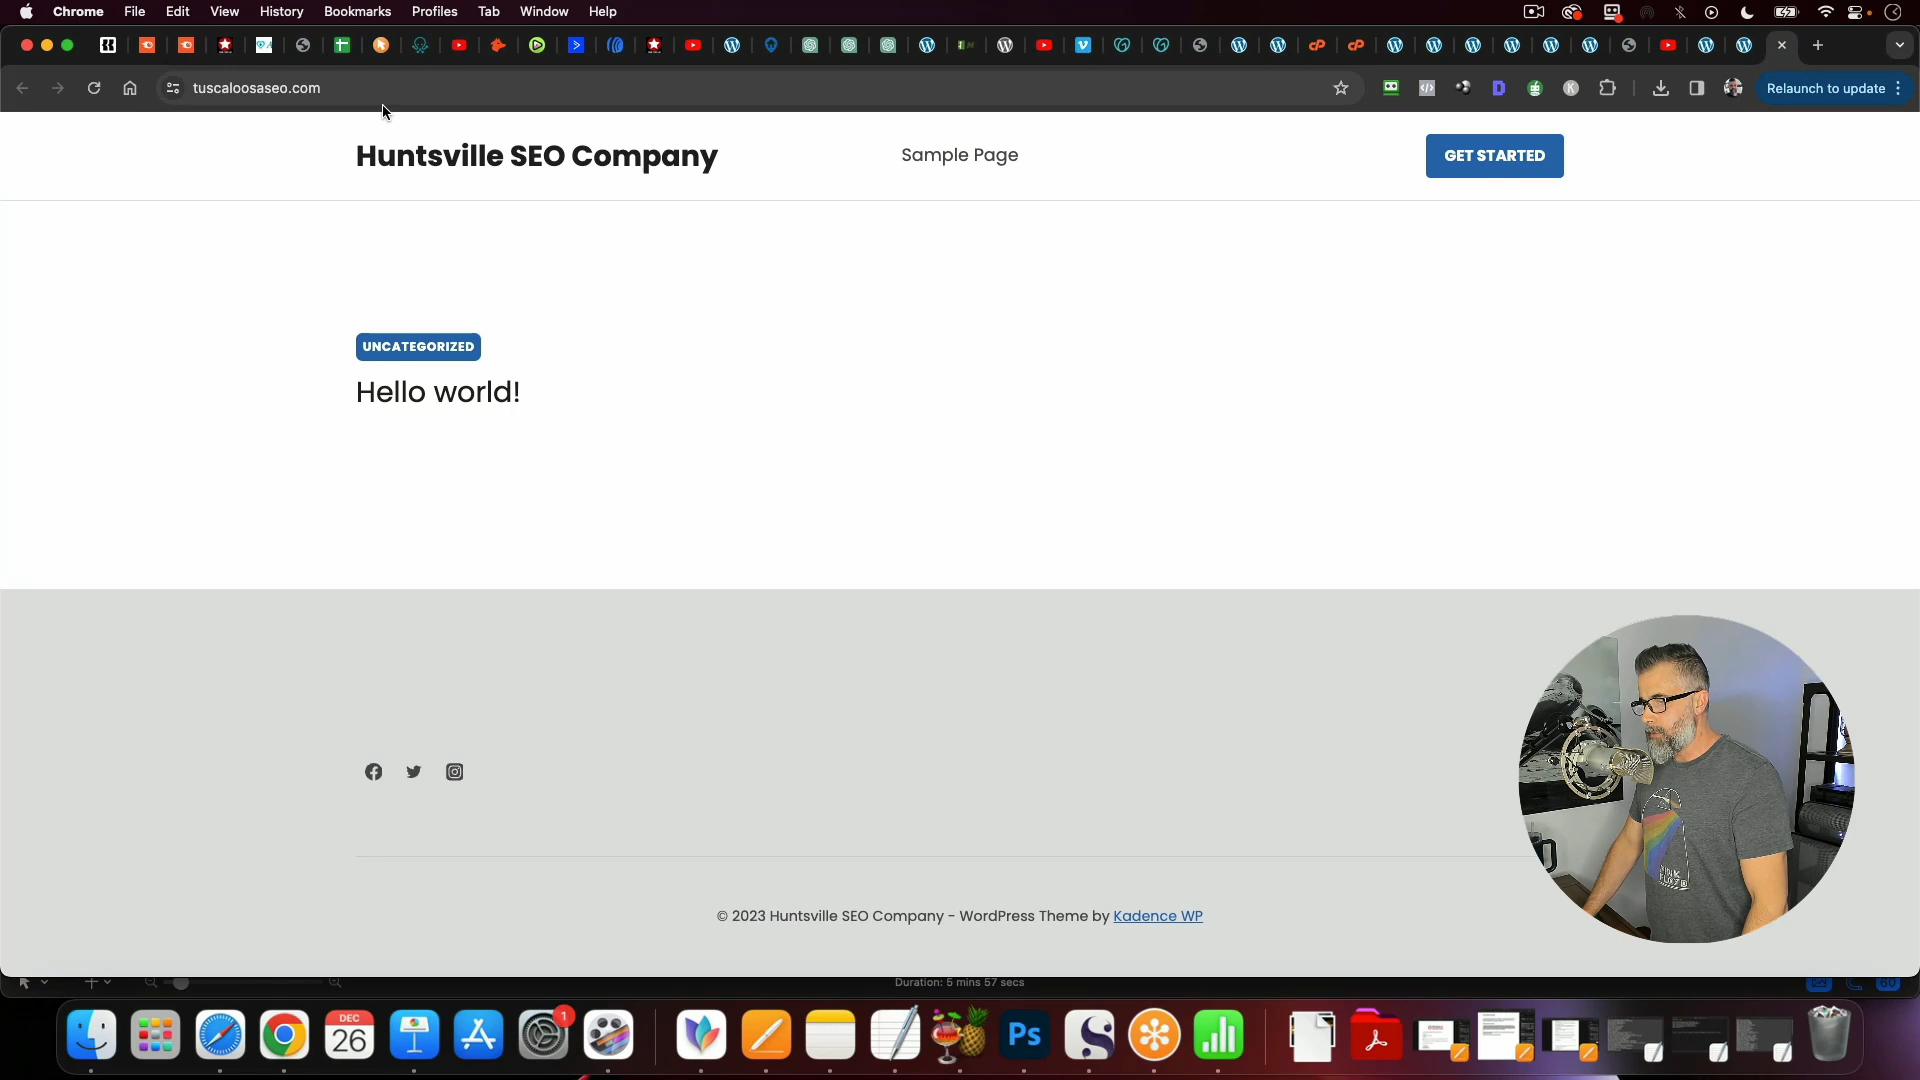 Chrome File Edit View History Bookmarks Profiles Tab Window Help
tuscaloosaseo.com
Relaunch to update
Huntsville SEO Company
Sample Page
GET STARTED
UNCATEGORIZED
Hello world!
© 2023 Huntsville SEO Company - WordPress Theme by Kadence WP
Duration: 5 mins 57 secs
60
DEC
26
1
Ps